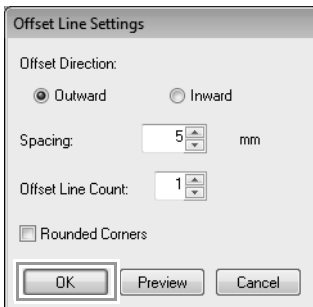 Offset Line Settings
Offset Direction:
Outward Inward
Spacing: 5 mm
Offset Line Count: 1
Rounded Corners
OK Preview Cancel